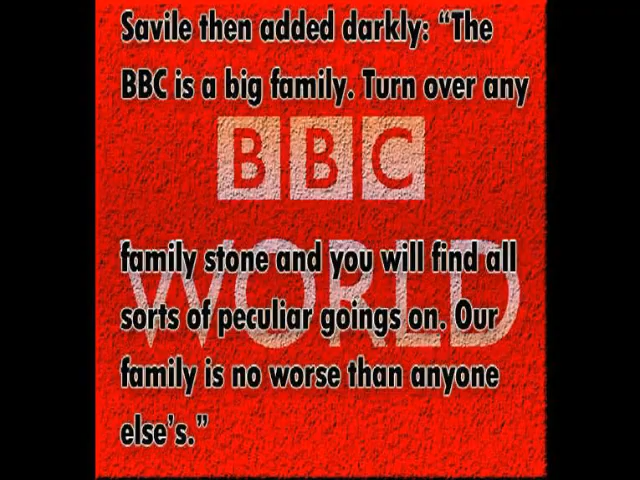 Savile then added darkly: “The
BBC is a big family. Turn over any
BBC
family stone and you will find all
WORLD
sorts of peculiar goings on. Our
family is no worse than anyone
else’s.”